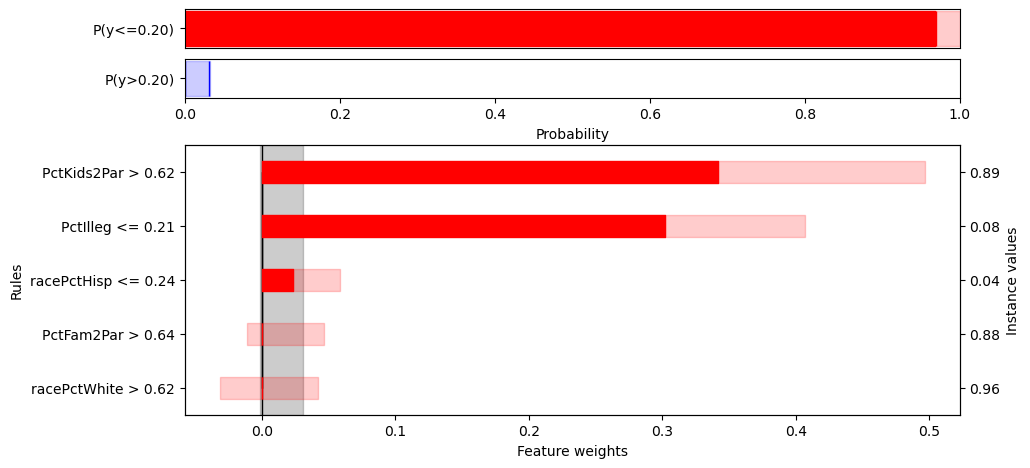 P(y<=0.20)
P(y>0.20)
0.0 0.2 0.4 0.6 0.8 1.0
Probability
PctKids2Par > 0.62 0.89
PctIlleg <= 0.21 0.08
racePctHisp <= 0.24 0.04
PctFam2Par > 0.64 0.88
racePctWhite > 0.62 0.96
Rules
Instance values
0.0 0.1 0.2 0.3 0.4 0.5
Feature weights